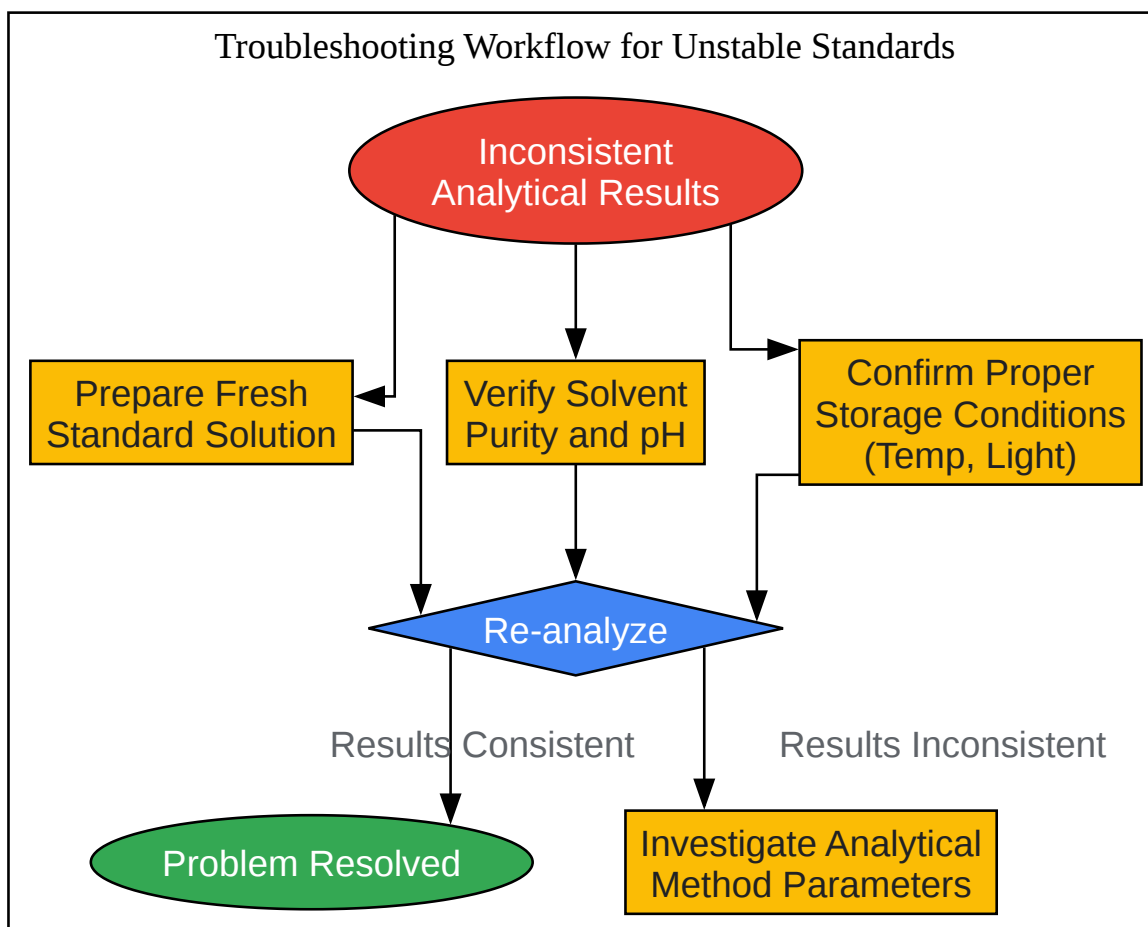 Troubleshooting Workflow for Unstable Standards
Inconsistent
Analytical Results
Prepare Fresh
Standard Solution
Verify Solvent
Purity and pH
Confirm Proper
Storage Conditions
(Temp, Light)
Re-analyze
Results Consistent
Results Inconsistent
Problem Resolved
Investigate Analytical
Method Parameters